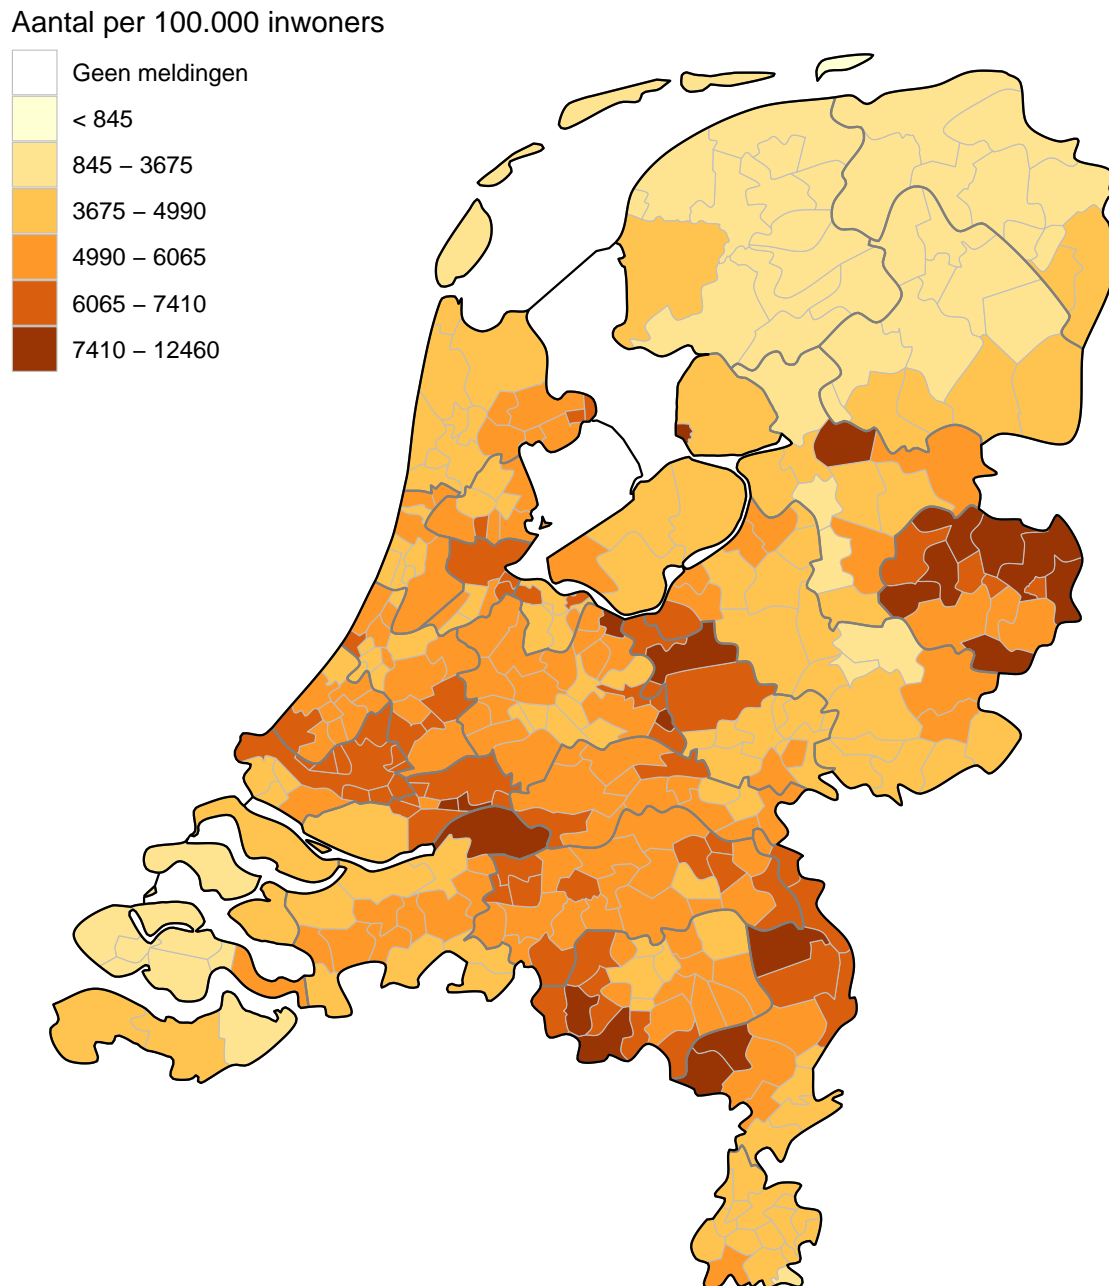 Aantal per 100.000 inwoners
Geen meldingen
< 845
845 – 3675
3675 – 4990
4990 – 6065
6065 – 7410
7410 – 12460